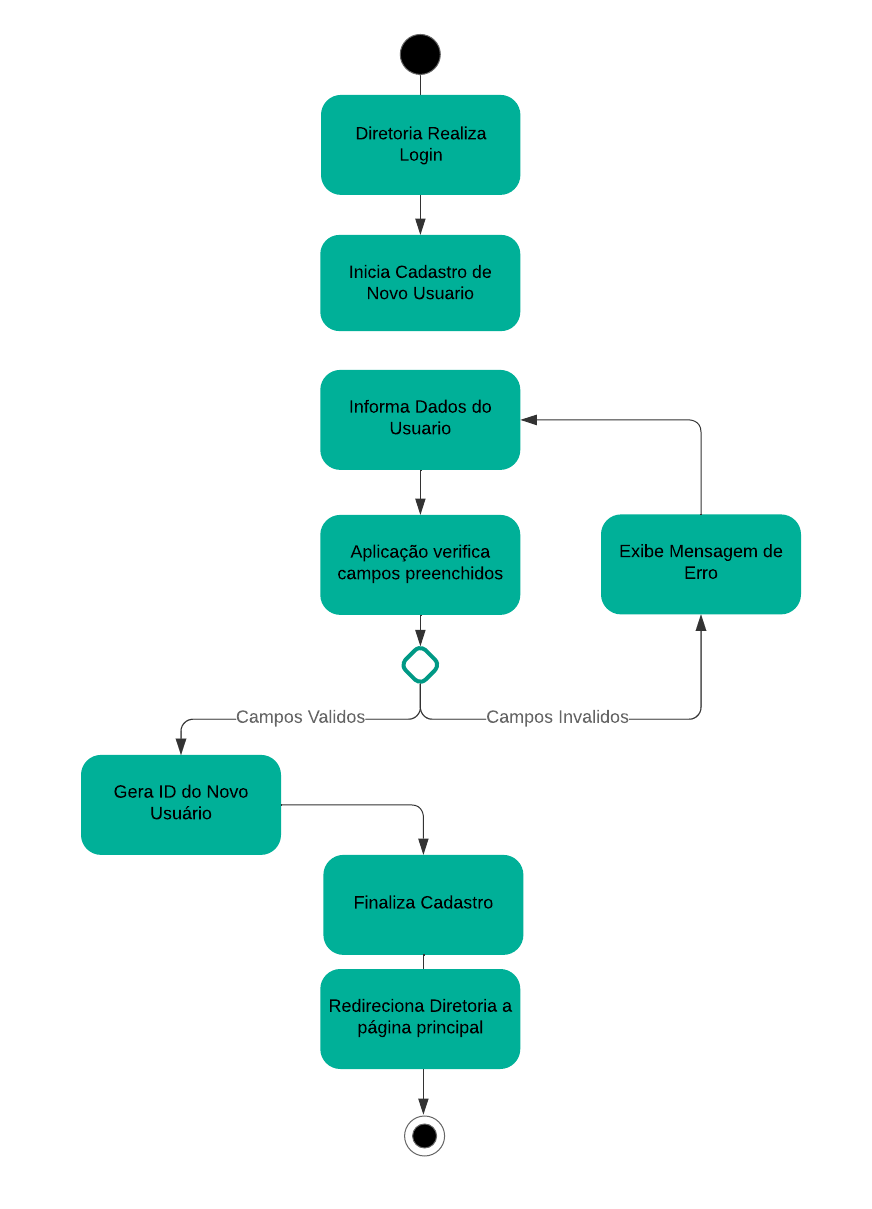 Diretoria Realiza
Login
Inicia Cadastro de
Novo Usuario
Informa Dados do
Usuario
Aplicação verifica
campos preenchidos
Exibe Mensagem de
Erro
Campos Validos
Campos Invalidos
Gera ID do Novo
Usuário
Finaliza Cadastro
Redireciona Diretoria a
página principal